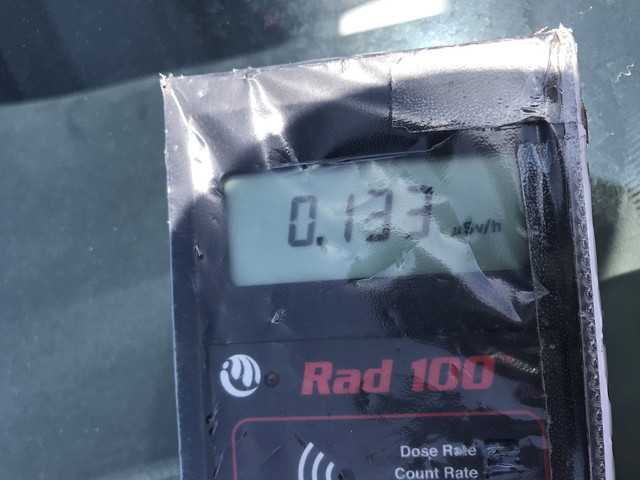 0.133 µSv/h
Rad 100
Dose Rate
Count Rate